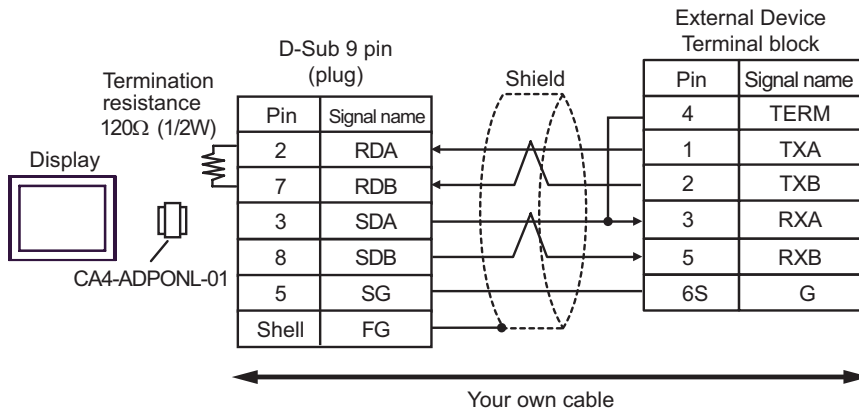 External Device
Terminal block
D-Sub 9 pin
(plug)
Shield
Termination
resistance
120Ω (1/2W)
Display
CA4-ADPONL-01
Pin Signal name
2 RDA
7 RDB
3 SDA
8 SDB
5 SG
Shell FG
Pin Signal name
4 TERM
1 TXA
2 TXB
3 RXA
5 RXB
6S G
Your own cable